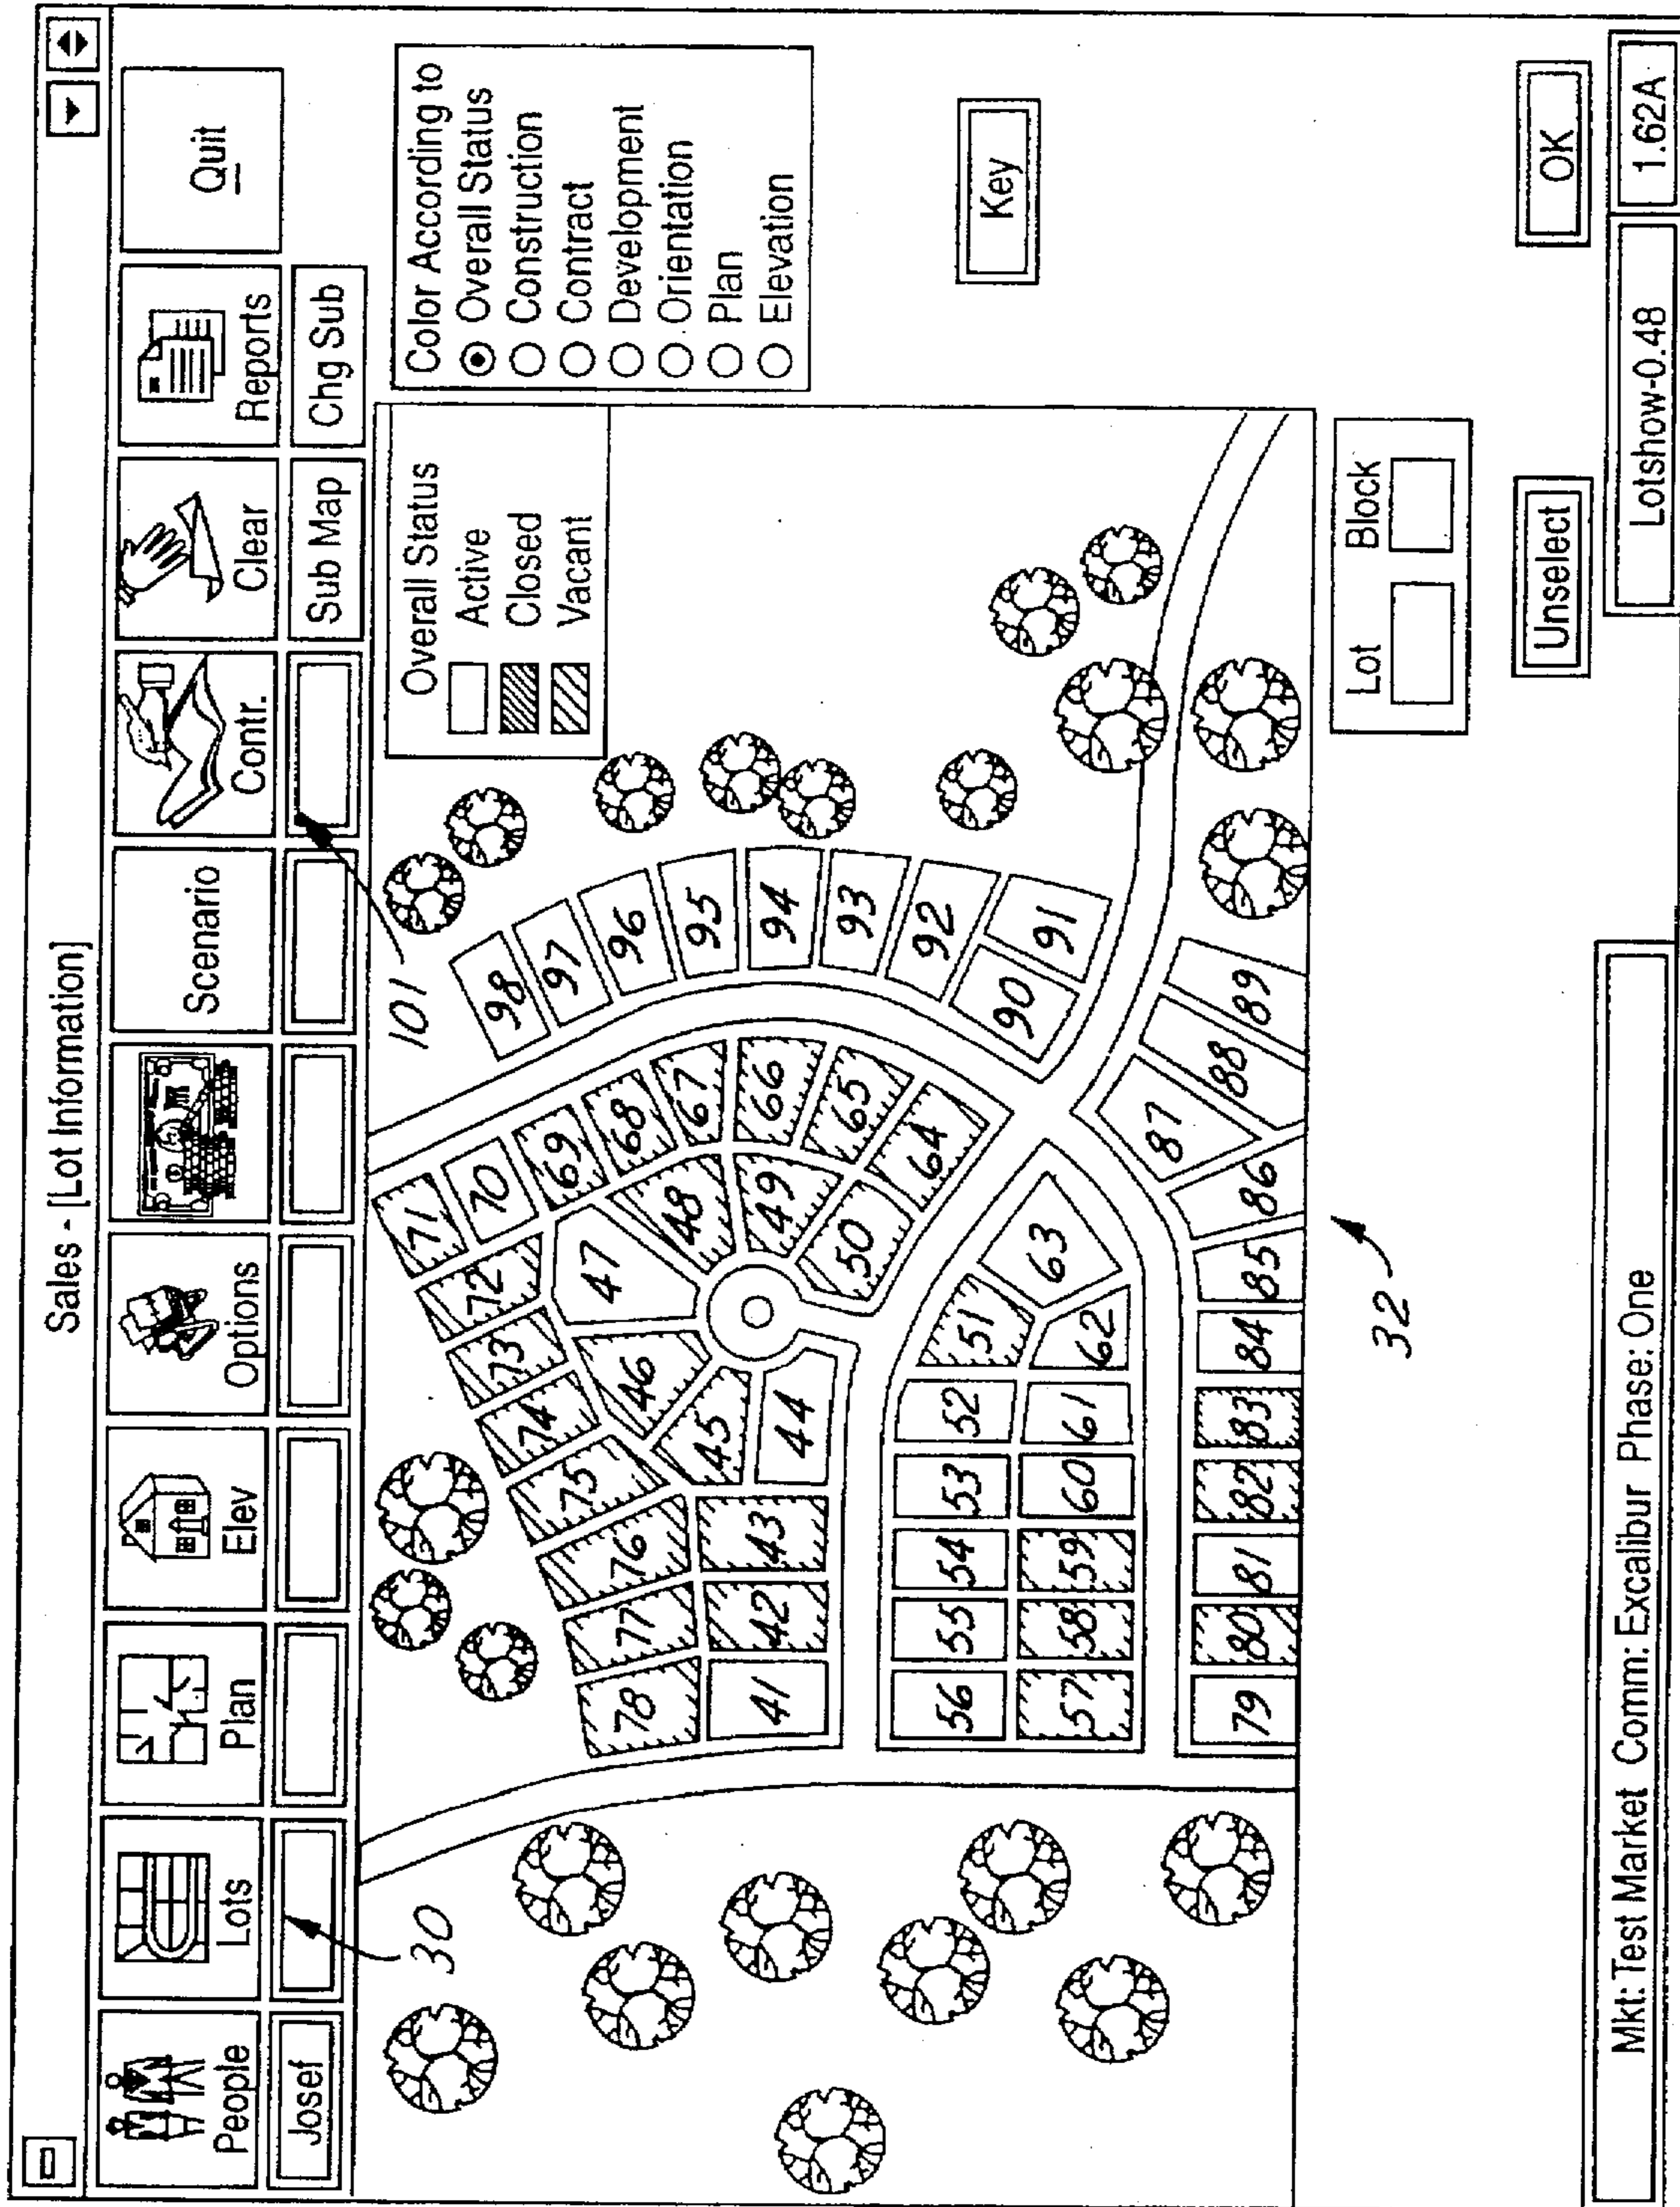 Sales - [Lot Information]
People Lots Plan Elev Options Scenario Contr. Clear Reports Quit
Josef Sub Map Chg Sub
30
101
Overall Status
Active
Closed
Vacant
Color According to
Overall Status
Construction
Contract
Development
Orientation
Plan
Elevation
Key
71 70 69 68 67 66 65 64
98 97 96 95 94 93 92 91 90
78 77 76 75 74 73 72
47 48 49 50
41 42 43 44 45 46
56 55 54 53 52 51
57 58 59 60 61 62 63
79 80 81 82 83 84 85 86 87 88 89
32
Lot Block
Unselect OK
Mkt: Test Market Comm: Excalibur Phase: One Lotshow-0.48 1.62A